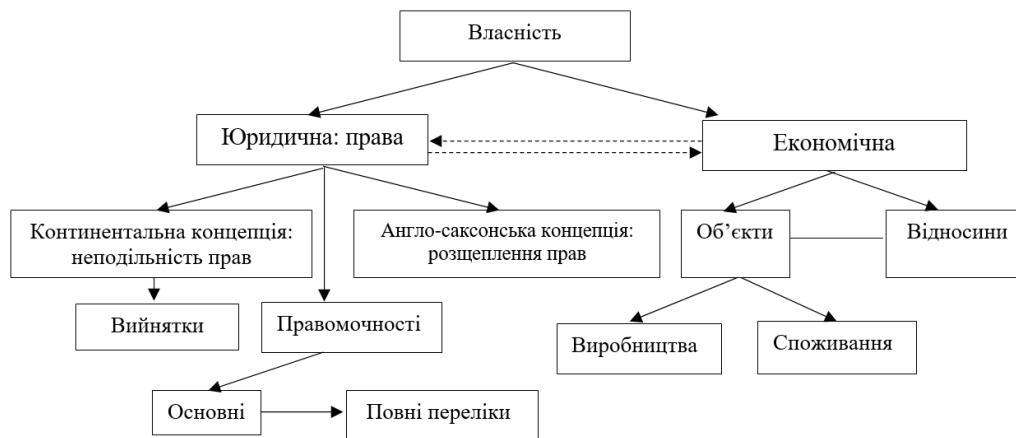 Власність
Юридична: права
Економічна
Континентальна концепція:
неподільність прав
Англо-саксонська концепція:
розщеплення прав
Об’єкти
Відносини
Вийнятки
Правомочності
Виробництва
Споживання
Основні
Повні переліки